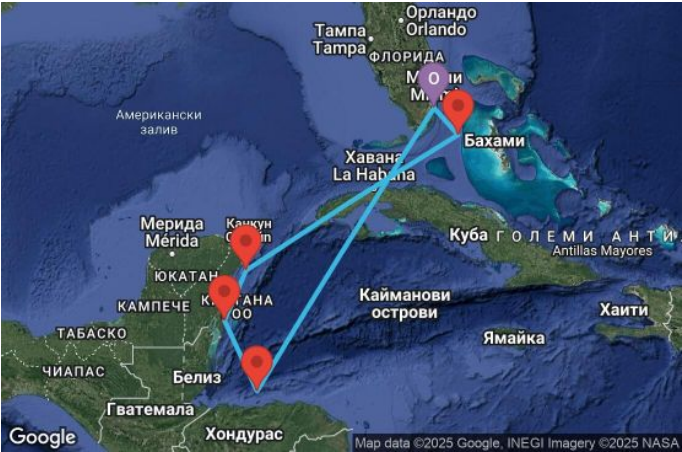 Орландо
Orlando
Тампа
Tampa
ФЛОРИДА
O
Американски
залив
Бахами
Хавана
La Habana
Мерида
Mérida
Канкун
Куба
ГОЛЕМИ АНТИ
Antillas Mayores
ЮКАТАН
КАМПЕЧЕ
ОО
Кайманови
острови
Хаити
ТАБАСКО
Ямайка
ЧИАПАС
Белиз
Гватемала
Хондурас
Google
Map data ©2025 Google, INEGI Imagery ©2025 NASA